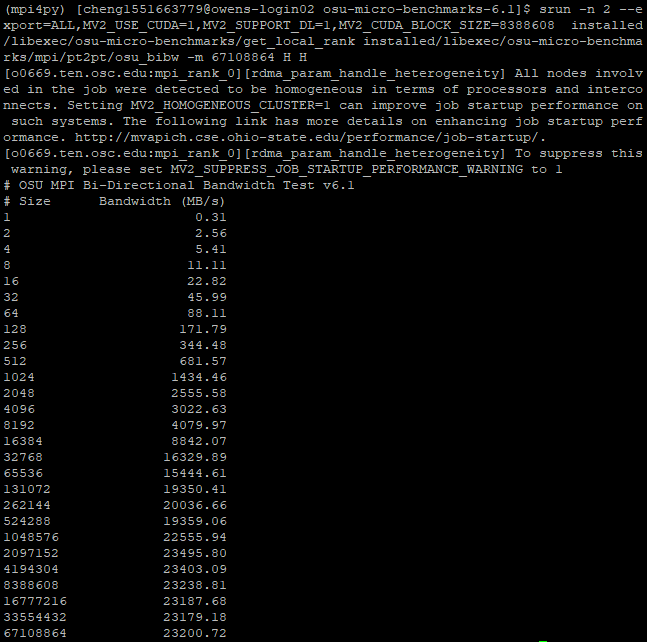 (mpi4py) [cheng1551663779@owens-login02 osu-micro-benchmarks-6.1]$ srun -n 2 --e
xport=ALL,MV2_USE_CUDA=1,MV2_SUPPORT_DL=1,MV2_CUDA_BLOCK_SIZE=8388608  installed
/libexec/osu-micro-benchmarks/get_local_rank installed/libexec/osu-micro-benchma
rks/mpi/pt2pt/osu_bibw -m 67108864 H H
[o0669.ten.osc.edu:mpi_rank_0][rdma_param_handle_heterogeneity] All nodes involv
ed in the job were detected to be homogeneous in terms of processors and interco
nnects. Setting MV2_HOMOGENEOUS_CLUSTER=1 can improve job startup performance on
 such systems. The following link has more details on enhancing job startup perf
ormance. http://mvapich.cse.ohio-state.edu/performance/job-startup/.
[o0669.ten.osc.edu:mpi_rank_0][rdma_param_handle_heterogeneity] To suppress this
 warning, please set MV2_SUPPRESS_JOB_STARTUP_PERFORMANCE_WARNING to 1
# OSU MPI Bi-Directional Bandwidth Test v6.1
# Size      Bandwidth (MB/s)
1                       0.31
2                       2.56
4                       5.41
8                      11.11
16                     22.82
32                     45.99
64                     88.11
128                   171.79
256                   344.48
512                   681.57
1024                 1434.46
2048                 2555.58
4096                 3022.63
8192                 4079.97
16384                8842.07
32768               16329.89
65536               15444.61
131072              19350.41
262144              20036.66
524288              19359.06
1048576             22555.94
2097152             23495.80
4194304             23403.09
8388608             23238.81
16777216            23187.68
33554432            23179.18
67108864            23200.72